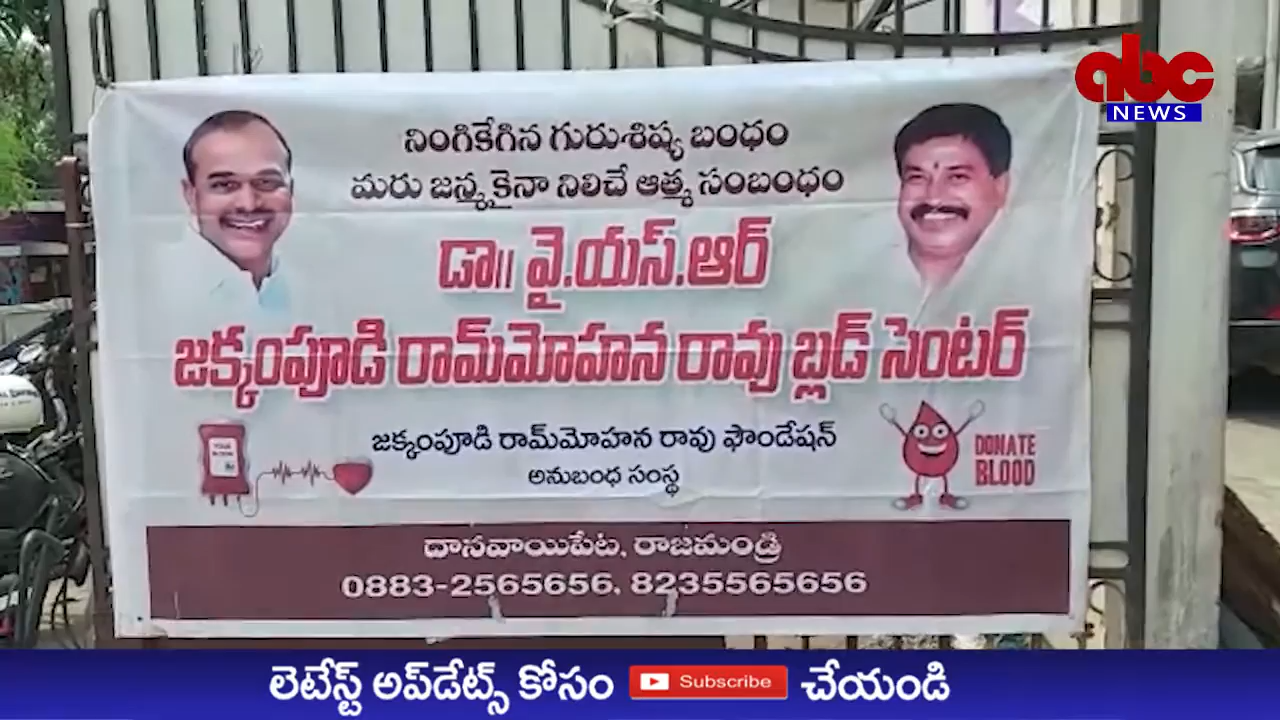 abc
NEWS
నింగికేగిన గురుశిష్య బంధం
మరు జన్మకైనా నిలిచే ఆత్మ సంబంధం
డా॥ వై.యస్.ఆర్
జక్కంపూడి రామ్‌మోహన రావు బ్లడ్ సెంటర్
జక్కంపూడి రామ్‌మోహన రావు ఫౌండేషన్
అనుబంధ సంస్థ
DONATE
BLOOD
దానవాయిపేట, రాజమండ్రి
0883-2565656, 8235565656
లెటేస్ట్ అప్‌డేట్స్ కోసం Subscribe చేయండి